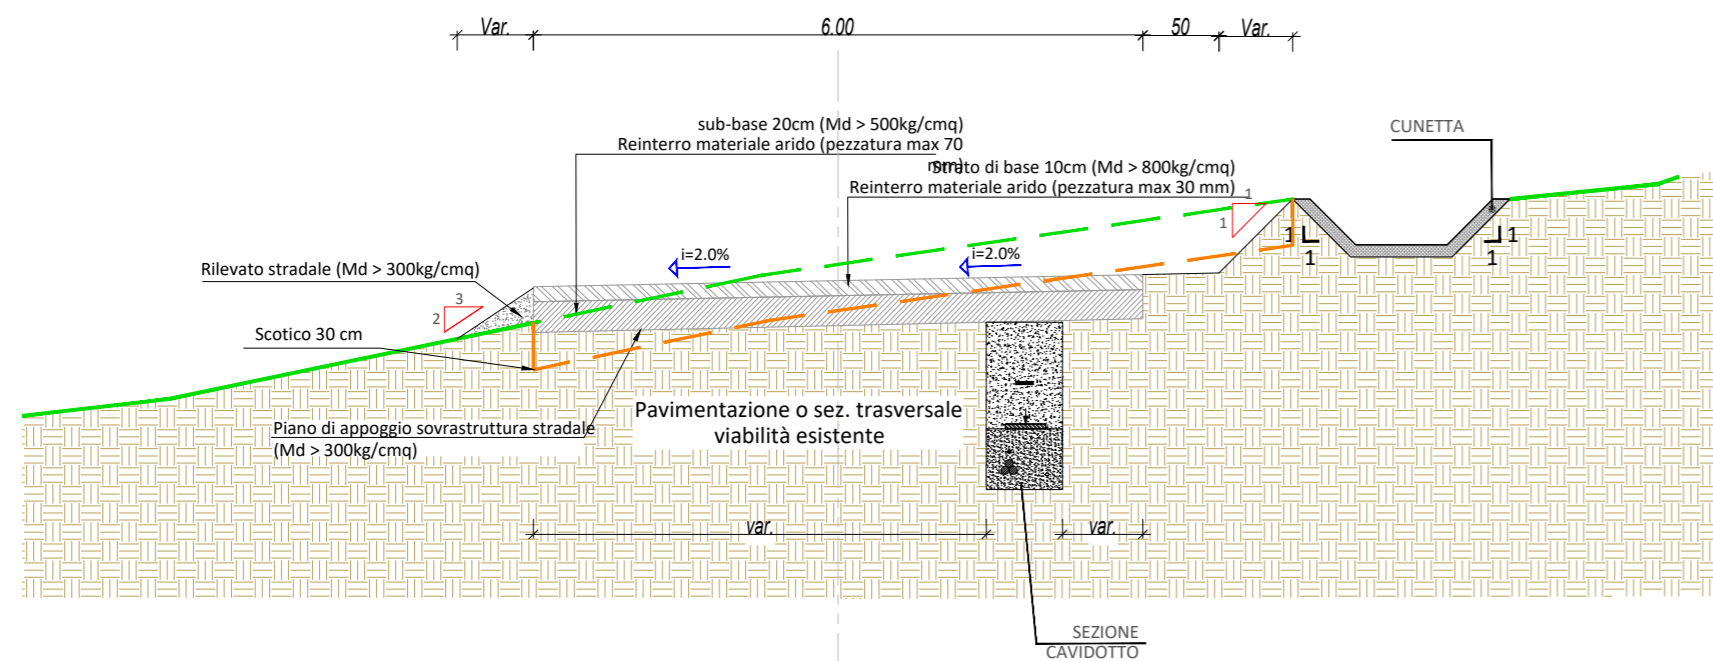 Var.
6.00
50
Var.
sub-base 20cm (Md > 500kg/cmq)
Reinterro materiale arido (pezzatura max 70
mm)
Strato di base 10cm (Md > 800kg/cmq)
Reinterro materiale arido (pezzatura max 30 mm)
CUNETTA
1
1
1
1
1
1
i=2.0%
i=2.0%
Rilevato stradale (Md > 300kg/cmq)
3
2
Scotico 30 cm
Piano di appoggio sovrastruttura stradale
(Md > 300kg/cmq)
Pavimentazione o sez. trasversale
viabilità esistente
var.
var.
SEZIONE
CAVIDOTTO